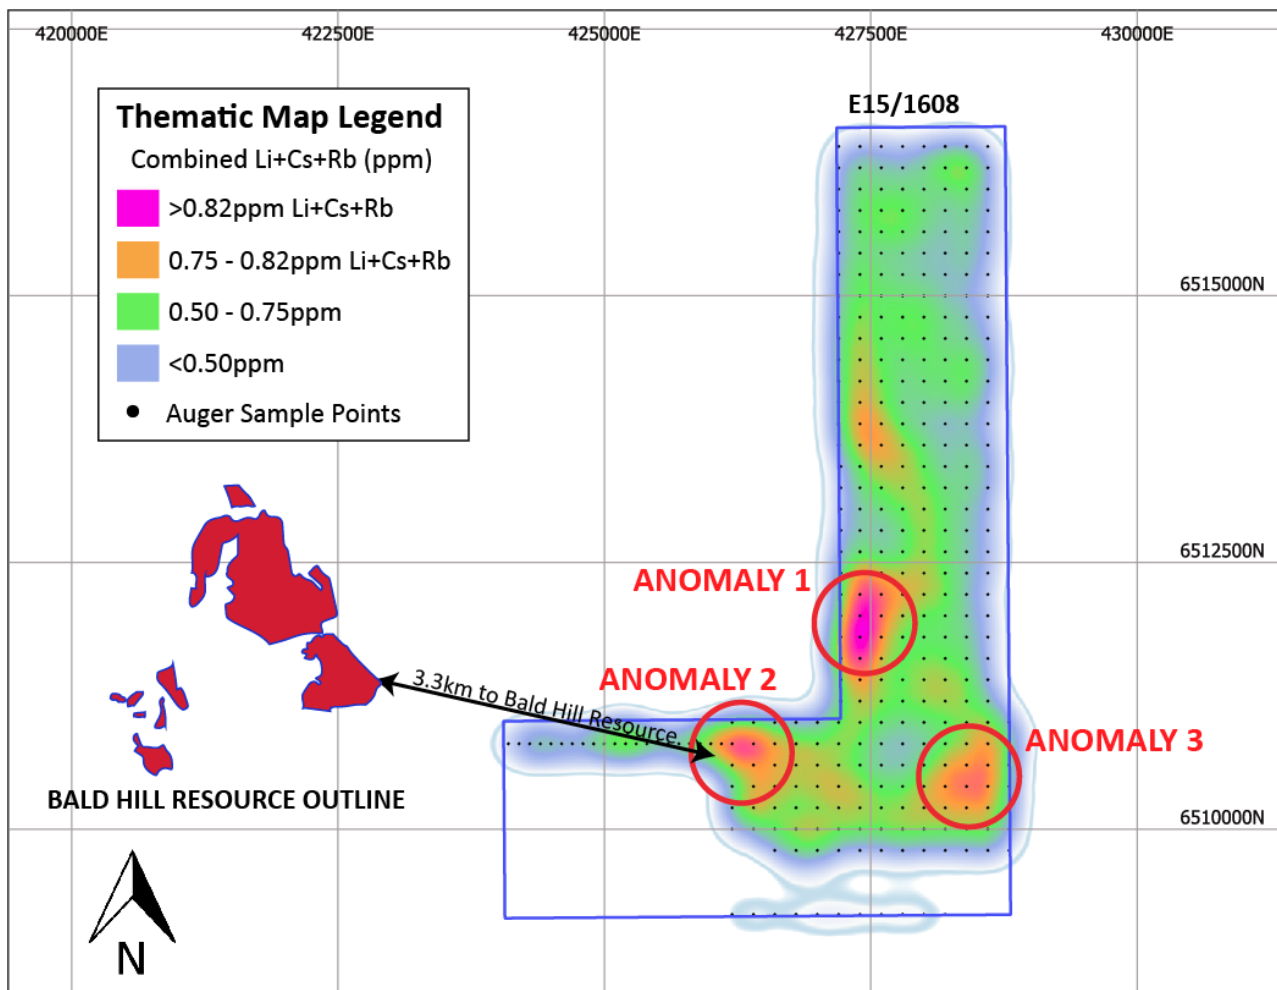 420000E 422500E 425000E 427500E 430000E
E15/1608
Thematic Map Legend
Combined Li+Cs+Rb (ppm)
>0.82ppm Li+Cs+Rb
0.75 - 0.82ppm Li+Cs+Rb
0.50 - 0.75ppm
<0.50ppm
Auger Sample Points
6515000N
6512500N
ANOMALY 1
ANOMALY 2
3.3km to Bald Hill Resource.
ANOMALY 3
BALD HILL RESOURCE OUTLINE
6510000N
N